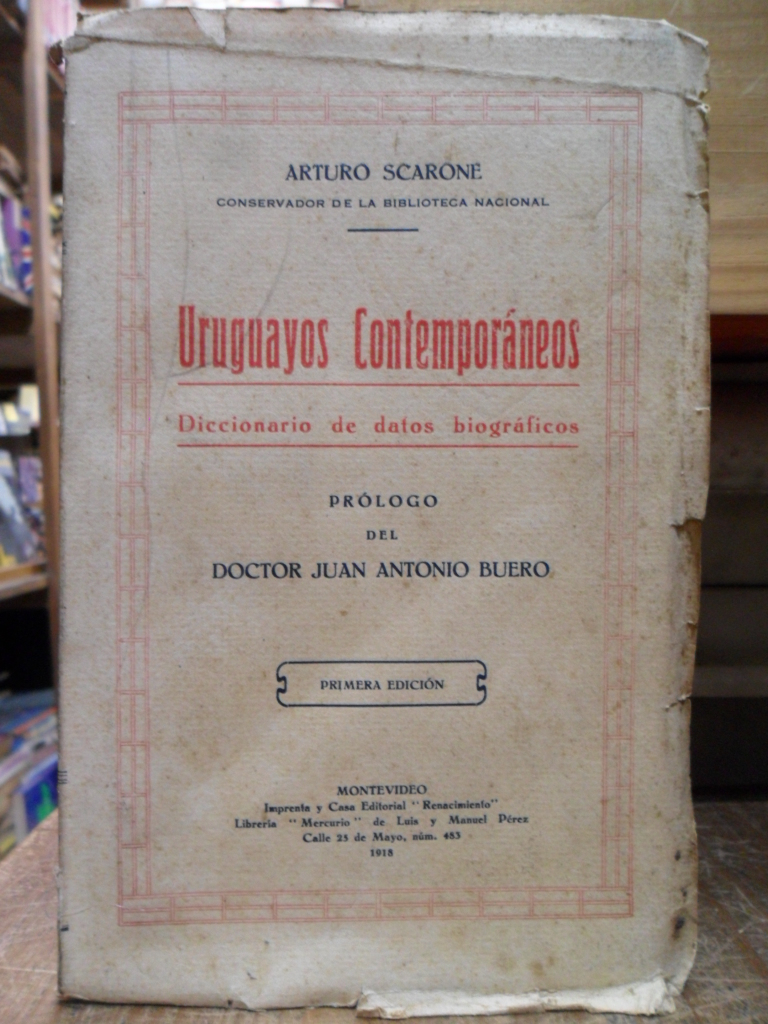 ARTURO SCARONE
CONSERVADOR DE LA BIBLIOTECA NACIONAL
Uruguayos Contemporáneos
Diccionario de datos biográficos
PRÓLOGO
DEL
DOCTOR JUAN ANTONIO BUERO
PRIMERA EDICIÓN
MONTEVIDEO
Imprenta y Casa Editorial "Renacimiento"
Librería "Mercurio" de Luis y Manuel Pérez
Calle 25 de Mayo, núm. 483
1918